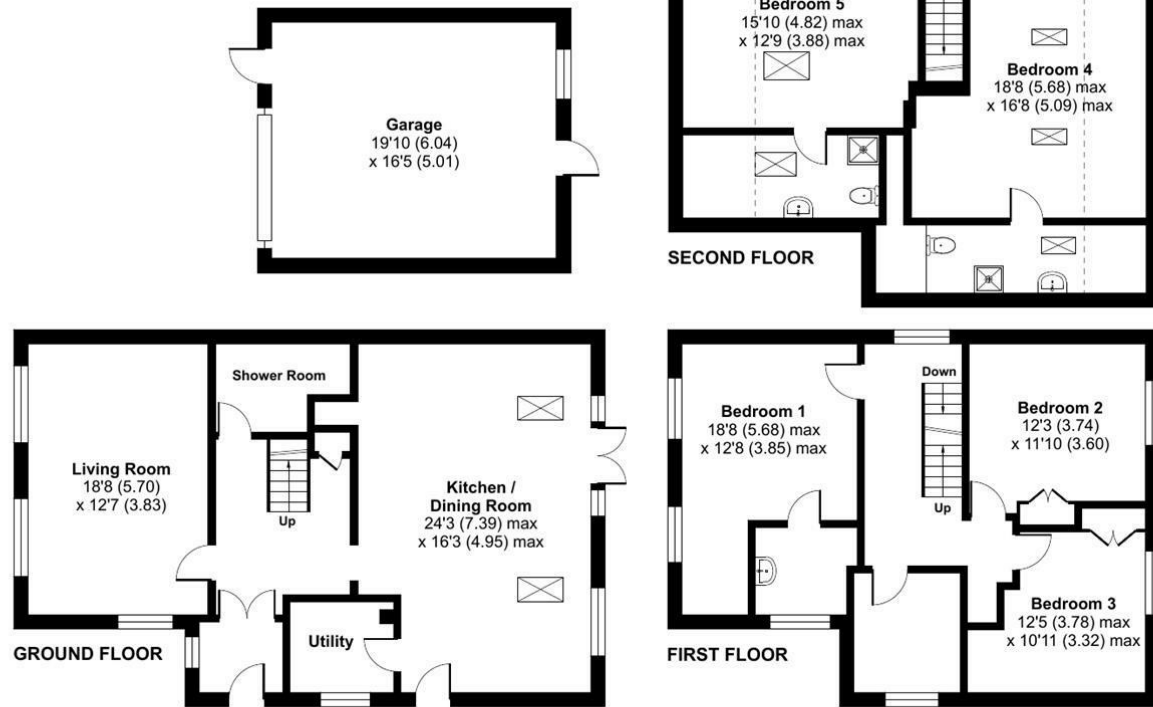 Garage
19'10 (6.04)
x 16'5 (5.01)
Bedroom 5
15'10 (4.82) max
x 12'9 (3.88) max
Bedroom 4
18'8 (5.68) max
x 16'8 (5.09) max
SECOND FLOOR
Shower Room
Living Room
18'8 (5.70)
x 12'7 (3.83)
Up
Kitchen /
Dining Room
24'3 (7.39) max
x 16'3 (4.95) max
Utility
GROUND FLOOR
Down
Bedroom 1
18'8 (5.68) max
x 12'8 (3.85) max
Bedroom 2
12'3 (3.74)
x 11'10 (3.60)
Up
Bedroom 3
12'5 (3.78) max
x 10'11 (3.32) max
FIRST FLOOR